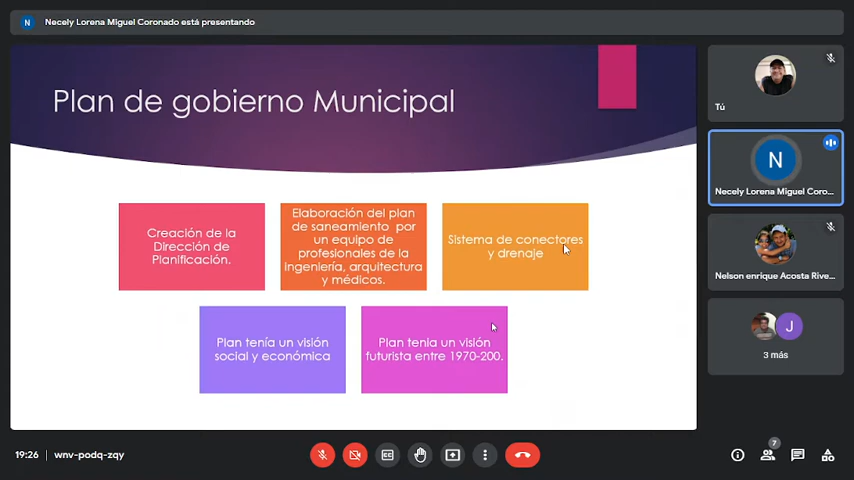 N Necely Lorena Miguel Coronado está presentando
Plan de gobierno Municipal
Creación de la
Dirección de
Planificación.
Elaboración del plan
de saneamiento por
un equipo de
profesionales de la
ingeniería, arquitectura
y médicos.
Sistema de conectores
y drenaje
Plan tenía un visión
social y económica
Plan tenia un visión
futurista entre 1970-200.
Tú
N
Necely Lorena Miguel Coro...
Nelson enrique Acosta Rive...
J
3 más
19:26 wnv-podq-zqy
7